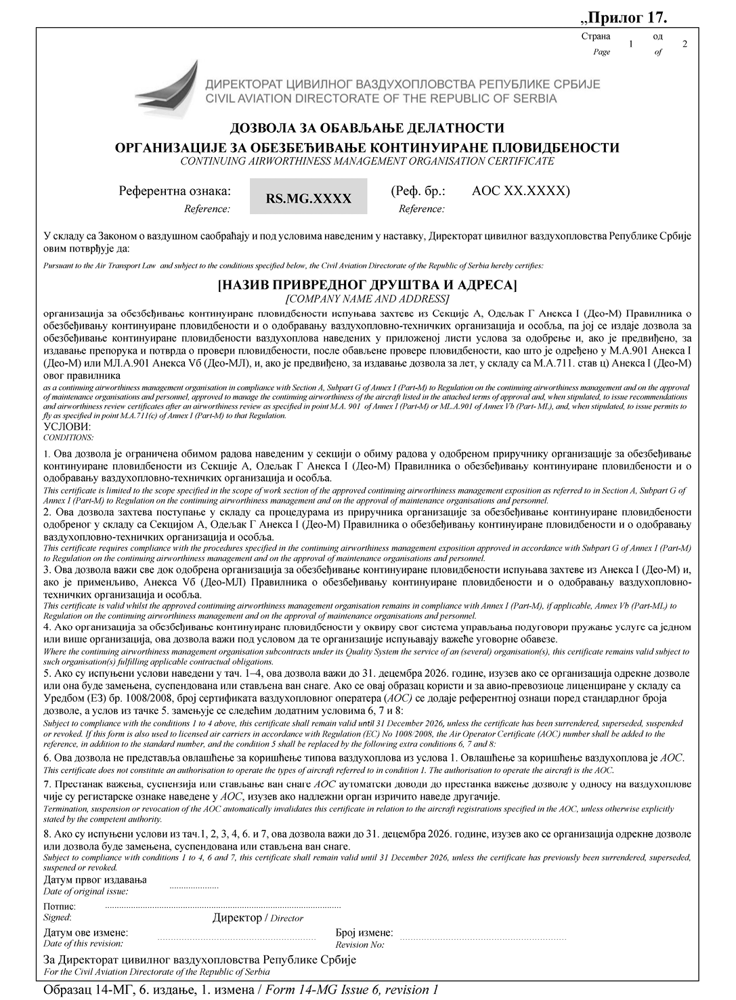 „Прилог 17.
Страна 1 од 2
Page of
ДИРЕКТОРАТ ЦИВИЛНОГ ВАЗДУХОПЛОВСТВА РЕПУБЛИКЕ СРБИЈЕ
CIVIL AVIATION DIRECTORATE OF THE REPUBLIC OF SERBIA
ДОЗВОЛА ЗА ОБАВЉАЊЕ ДЕЛАТНОСТИ
ОРГАНИЗАЦИЈЕ ЗА ОБЕЗБЕЂИВАЊЕ КОНТИНУИРАНЕ ПЛОВИДБЕНОСТИ
CONTINUING AIRWORTHINESS MANAGEMENT ORGANISATION CERTIFICATE
Референтна ознака: RS.MG.XXXX (Реф. бр.: АОС XX.XXXX)
Reference: Reference:
У складу са Законом о ваздушном саобраћају и под условима наведеним у наставку, Директорат цивилног ваздухопловства Републике Србије
овим потврђује да:
Pursuant to the Air Transport Law and subject to the conditions specified below, the Civil Aviation Directorate of the Republic of Serbia hereby certifies:
[НАЗИВ ПРИВРЕДНОГ ДРУШТВА И АДРЕСА]
[COMPANY NAME AND ADDRESS]
организација за обезбеђивање континуиране пловидбености испуњава захтеве из Секције А, Одељак Г Анекса I (Део-М) Правилника о
обезбеђивању континуиране пловидбености и о одобравању ваздухопловно-техничких организација и особља, па јој се издаје дозвола за
обезбеђивање континуиране пловидбености ваздухоплова наведених у приложеној листи услова за одобрење и, ако је предвиђено, за
издавање препорука и потврда о провери пловидбености, после обављене провере пловидбености, као што је одређено у М.А.901 Анекса I
(Део-М) или МЛ.А.901 Анекса Vб (Део-МЛ), и, ако је предвиђено, за издавање дозвола за лет, у складу са М.А.711. став ц) Анекса I (Део-М)
овог правилника
as a continuing airworthiness management organisation in compliance with Section A, Subpart G of Annex I (Part-M) to Regulation on the continuing airworthiness management and on the approval
of maintenance organisations and personnel, approved to manage the continuing airworthiness of the aircraft listed in the attached terms of approval and, when stipulated, to issue recommendations
and airworthiness review certificates after an airworthiness review as specified in point M.A. 901 of Annex I (Part-M) or ML.A.901 of Annex Vb (Part- ML), and, when stipulated, to issue permits to
fly as specified in point M.A.711(c) of Annex I (Part-M) to that Regulation.
УСЛОВИ:
CONDITIONS:
1. Ова дозвола је ограничена обимом радова наведеним у секцији о обиму радова у одобреном приручнику организације за обезбеђивање
континуиране пловидбености из Секције А, Одељак Г Анекса I (Део-М) Правилника о обезбеђивању континуиране пловидбености и о
одобравању ваздухопловно-техничких организација и особља.
This certificate is limited to the scope specified in the scope of work section of the approved continuing airworthiness management exposition as referred to in Section A, Subpart G of
Annex I (Part-M) to Regulation on the continuing airworthiness management and on the approval of maintenance organisations and personnel.
2. Ова дозвола захтева поступање у складу са процедурама из приручника организације за обезбеђивање континуиране пловидбености
одобреног у складу са Секцијом А, Одељак Г Анекса I (Део-М) Правилника о обезбеђивању континуиране пловидбености и о одобравању
ваздухопловно-техничких организација и особља.
This certificate requires compliance with the procedures specified in the continuing airworthiness management exposition approved in accordance with Subpart G of Annex I (Part-M)
to Regulation on the continuing airworthiness management and on the approval of maintenance organisations and personnel.
3. Ова дозвола важи све док одобрена организација за обезбеђивање континуиране пловидбености испуњава захтеве из Анекса I (Део-М) и,
ако је применљиво, Анекса Vб (Део-МЛ) Правилника о обезбеђивању континуиране пловидбености и о одобравању ваздухопловно-
техничких организација и особља.
This certificate is valid whilst the approved continuing airworthiness management organisation remains in compliance with Annex I (Part-M), if applicable, Annex Vb (Part-ML) to
Regulation on the continuing airworthiness management and on the approval of maintenance organisations and personnel.
4. Ако организација за обезбеђивање континуиране пловидбености у оквиру свог система управљања подуговори пружање услуге са једном
или више организација, ова дозвола важи под условом да те организације испуњавају важеће уговорне обавезе.
Where the continuing airworthiness management organisation subcontracts under its Quality System the service of an (several) organisation(s), this certificate remains valid subject to
such organisation(s) fulfilling applicable contractual obligations.
5. Ако су испуњени услови наведени у тач. 1–4, ова дозвола важи до 31. децембра 2026. године, изузев ако се организација одрекне дозволе
или она буде замењена, суспендована или стављена ван снаге. Ако се овај образац користи и за авио-превозиоце лиценциране у складу са
Уредбом (ЕЗ) бр. 1008/2008, број сертификата ваздухопловног оператера (АОС) се додаје референтној ознаци поред стандардног броја
дозволе, а услов из тачке 5. замењује се следећим додатним условима 6, 7 и 8:
Subject to compliance with the conditions 1 to 4 above, this certificate shall remain valid until 31 December 2026, unless the certificate has been surrendered, superseded, suspended
or revoked. If this form is also used to licensed air carriers in accordance with Regulation (EC) No 1008/2008, the Air Operator Certificate (AOC) number shall be added to the
reference, in addition to the standard number, and the condition 5 shall be replaced by the following extra conditions 6, 7 and 8:
6. Ова дозвола не представља овлашћење за коришћење типова ваздухоплова из услова 1. Овлашћење за коришћење ваздухоплова је АОС.
This certificate does not constitute an authorisation to operate the types of aircraft referred to in condition 1. The authorisation to operate the aircraft is the AOC.
7. Престанак важења, суспензија или стављање ван снаге АОС аутоматски доводи до престанка важење дозволе у односу на ваздухоплове
чије су регистарске ознаке наведене у АОС, изузев ако надлежни орган изричито наведе другачије.
Termination, suspension or revocation of the AOC automatically invalidates this certificate in relation to the aircraft registrations specified in the AOC, unless otherwise explicitly
stated by the competent authority.
8. Ако су испуњени услови из тач.1, 2, 3, 4, 6. и 7, ова дозвола важи до 31. децембра 2026. године, изузев ако се организација одрекне дозволе
или дозвола буде замењена, суспендована или стављена ван снаге.
Subject to compliance with conditions 1 to 4, 6 and 7, this certificate shall remain valid until 31 December 2026, unless the certificate has previously been surrendered, superseded,
suspened or revoked.
Датум првог издавања ......................
Date of original issue:
Потпис: ..........................................................................................
Signed:
Директор / Director
Датум ове измене: ............................................................ Број измене: ................................................................
Date of this revision: Revision No:
За Директорат цивилног ваздухопловства Републике Србије
For the Civil Aviation Directorate of the Republic of Serbia
Образац 14-МГ, 6. издање, 1. измена / Form 14-MG Issue 6, revision 1